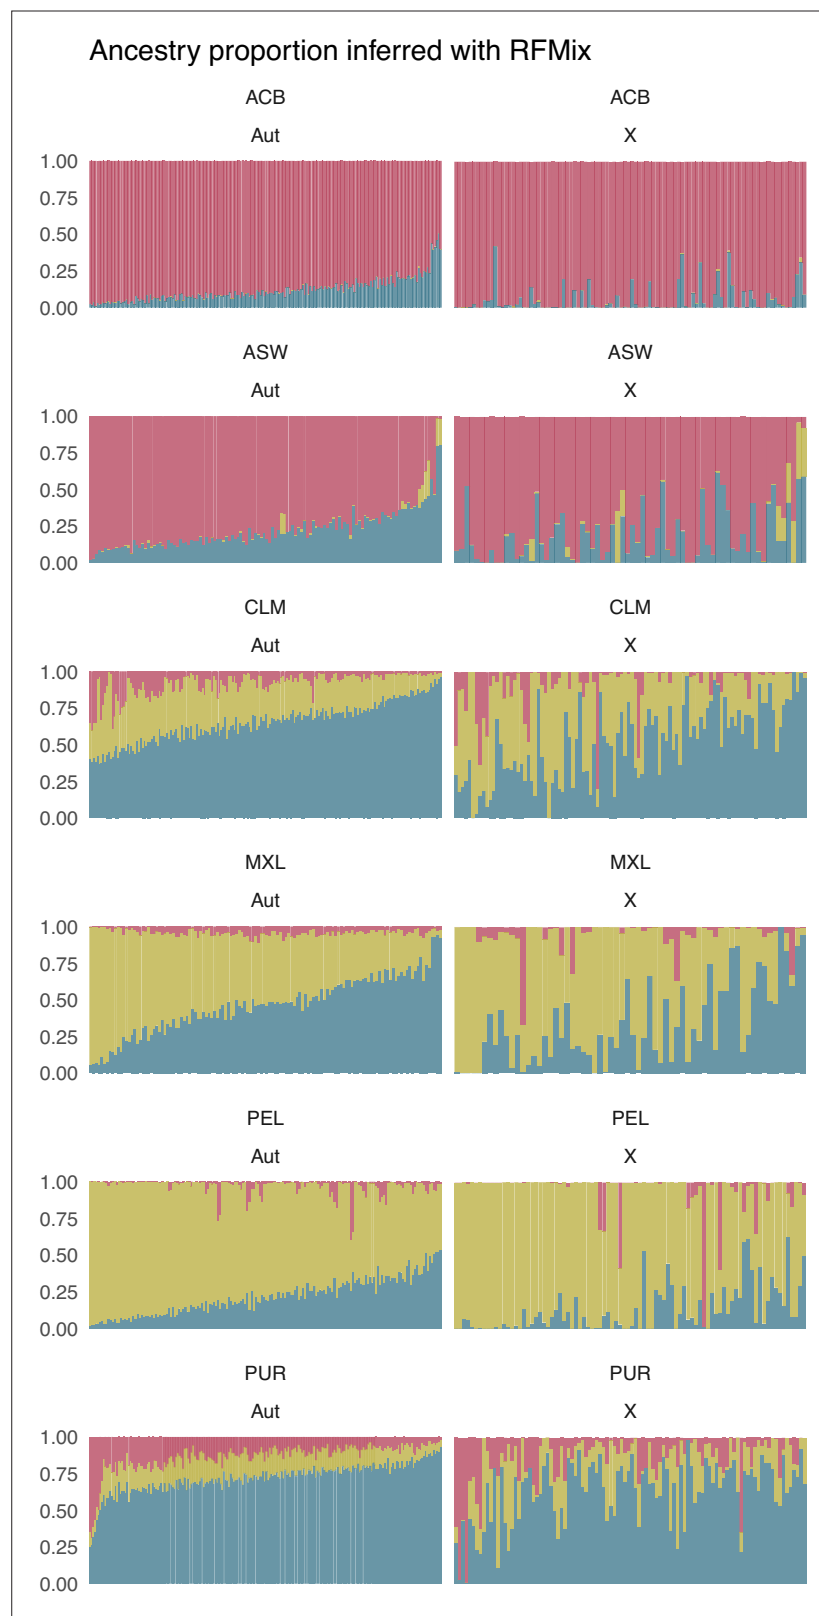 Ancestry proportion inferred with RFMix
ACB ACB
Aut X
1.00
0.75
0.50
0.25
0.00
ASW ASW
Aut X
1.00
0.75
0.50
0.25
0.00
CLM CLM
Aut X
1.00
0.75
0.50
0.25
0.00
MXL MXL
Aut X
1.00
0.75
0.50
0.25
0.00
PEL PEL
Aut X
1.00
0.75
0.50
0.25
0.00
PUR PUR
Aut X
1.00
0.75
0.50
0.25
0.00